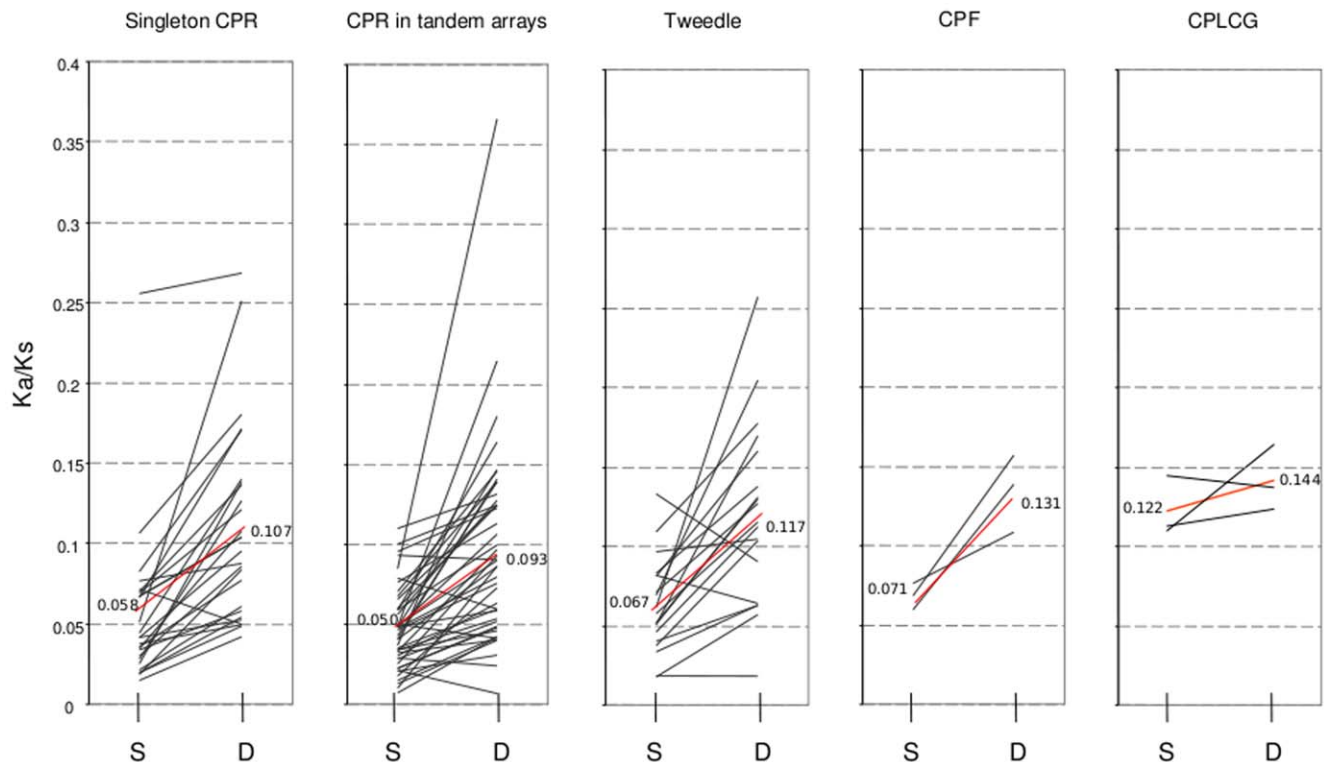 Singleton CPR
CPR in tandem arrays
Tweedle
CPF
CPLCG
Ka/Ks
0.4
0.35
0.3
0.25
0.2
0.15
0.1
0.05
0
0.058
0.107
0.050
0.093
0.067
0.117
0.071
0.131
0.122
0.144
S D
S D
S D
S D
S D